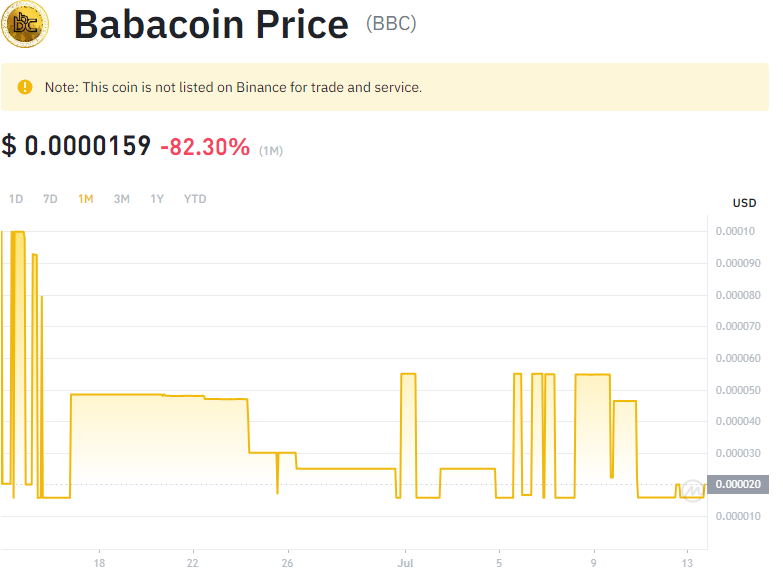 BBC
Babacoin Price (BBC)
Note: This coin is not listed on Binance for trade and service.
$ 0.0000159 -82.30% (1M)
1D 7D 1M 3M 1Y YTD
USD
0.00010
0.000090
0.000080
0.000070
0.000060
0.000050
0.000040
0.000030
0.000020
0.000010
18 22 26 Jul 5 9 13